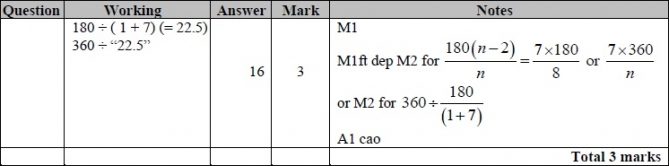 Question Working Answer Mark Notes
180 ÷ ( 1 + 7) (= 22.5)
360 ÷ “22.5”
16 3
M1
M1ft dep M2 for 180(n − 2)/n = 7×180/8 or 7×360/n
or M2 for 360 ÷ 180/(1+7)
A1 cao
Total 3 marks